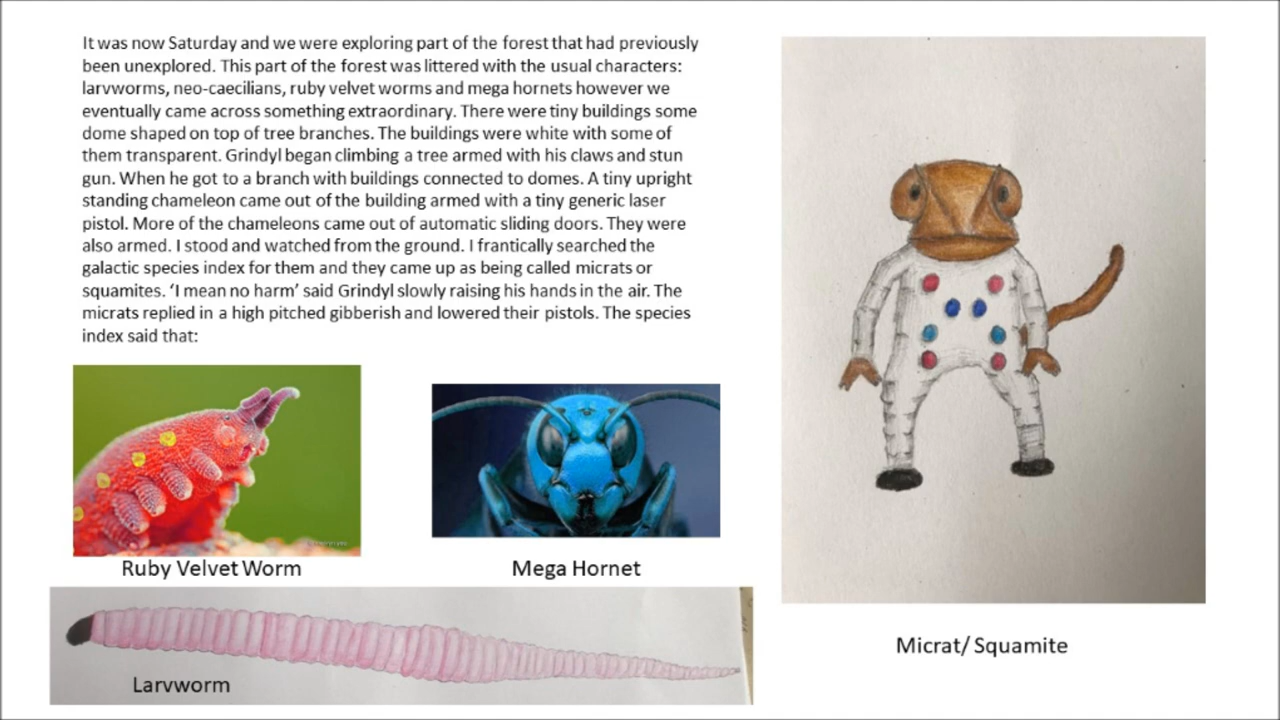 It was now Saturday and we were exploring part of the forest that had previously
been unexplored. This part of the forest was littered with the usual characters:
larvworms, neo-caecilians, ruby velvet worms and mega hornets however we
eventually came across something extraordinary. There were tiny buildings some
dome shaped on top of tree branches. The buildings were white with some of
them transparent. Grindyl began climbing a tree armed with his claws and stun
gun. When he got to a branch with buildings connected to domes. A tiny upright
standing chameleon came out of the building armed with a tiny generic laser
pistol. More of the chameleons came out of automatic sliding doors. They were
also armed. I stood and watched from the ground. I frantically searched the
galactic species index for them and they came up as being called micrats or
squamites. ‘I mean no harm’ said Grindyl slowly raising his hands in the air. The
micrats replied in a high pitched gibberish and lowered their pistols. The species
index said that:
Ruby Velvet Worm
Mega Hornet
Larvworm
Micrat/ Squamite